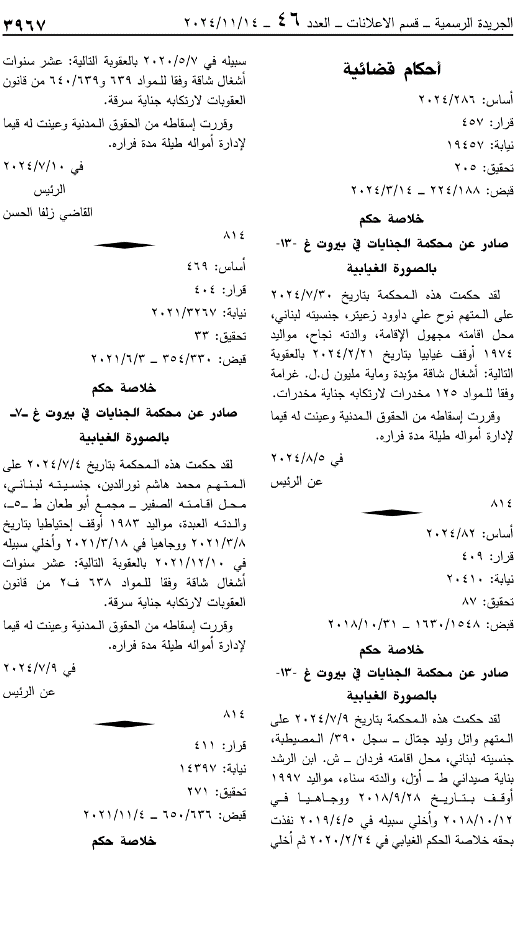 الجريدة الرسمية ـ قسم الاعلانات ـ العدد ٤٦ ـ ٢٠٢٤/١١/١٤
٣٩٦٧
أحكام قضائية
أساس: ٢٠٢٤/٢٨٦
قرار: ٤٥٧
نيابة: ١٩٤٥٧
تحقيق: ٢٠٥
قبض: ٢٢٤/١٨٨ ـ ٢٠٢٤/٣/١٤
خلاصة حكم
صادر عن محكمة الجنايات في بيروت غ -١٣-
بالصورة الغيابية
لقد حكمت هذه المحكمة بتاريخ ٢٠٢٤/٧/٣٠
على المتهم نوح علي داوود زعيتر، جنسيته لبناني،
محل اقامته مجهول الإقامة، والدته نجاح، مواليد
١٩٧٤ أوقف غيابيا بتاريخ ٢٠٢٤/٢/٢١ بالعقوبة
التالية: أشغال شاقة مؤبدة وماية مليون ل.ل. غرامة
وفقا للمواد ١٢٥ مخدرات لارتكابه جناية مخدرات.
وقررت إسقاطه من الحقوق المدنية وعينت له قيما
لإدارة أمواله طيلة مدة فراره.
في ٢٠٢٤/٨/٥
عن الرئيس
٨١٤
أساس: ٢٠٢٤/٨٢
قرار: ٤٠٩
نيابة: ٢٠٤١٠
تحقيق: ٨٧
قبض: ١٦٣٠/١٥٤٨ ـ ٢٠١٨/١٠/٣١
خلاصة حكم
صادر عن محكمة الجنايات في بيروت غ -١٣-
بالصورة الغيابية
لقد حكمت هذه المحكمة بتاريخ ٢٠٢٤/٧/٩ على
المتهم وائل وليد جمّال ـ سجل ٣٩٠/ المصيطبة،
جنسيته لبناني، محل اقامته فردان ـ ش. ابن الرشد
بناية صيداني ط ـ أول، والدته سناء، مواليد ١٩٩٧
أوقف بـتـاريـخ ٢٠١٨/٩/٢٨ ووجـاهـيـا فـي
٢٠١٨/١٠/١٢ وأخلي سبيله في ٢٠١٩/٤/٥ نفذت
بحقه خلاصة الحكم الغيابي في ٢٠٢٠/٢/٢٤ ثم أخلي
سبيله في ٢٠٢٠/٥/٧ بالعقوبة التالية: عشر سنوات
أشغال شاقة وفقا للمواد ٦٣٩ و٦٤٠/٦٣٩ من قانون
العقوبات لارتكابه جناية سرقة.
وقررت إسقاطه من الحقوق المدنية وعينت له قيما
لإدارة أمواله طيلة مدة فراره.
في ٢٠٢٤/٧/١٠
الرئيس
القاضي زلفا الحسن
٨١٤
أساس: ٤٦٩
قرار: ٤٠٤
نيابة: ٢٠٢١/٣٢٦٧
تحقيق: ٣٣
قبض: ٣٥٤/٣٣٠ ـ ٢٠٢١/٦/٣
خلاصة حكم
صادر عن محكمة الجنايات في بيروت غ ـ٧ـ
بالصورة الغيابية
لقد حكمت هذه المحكمة بتاريخ ٢٠٢٤/٧/٤ على
المـتـهـم محمد هاشم نورالدين، جنسـيـته لبـنـاني،
مـحـل اقـامـتـه الصفير ـ مجمع أبو طعان ط ـ٥ـ،
والـدتـه العبدة، مواليد ١٩٨٣ أوقف إحتياطيا بتاريخ
٢٠٢١/٣/٨ ووجاهيا في ٢٠٢١/٣/١٨ وأخلي سبيله
في ٢٠٢١/١٢/١٠ بالعقوبة التالية: عشر سنوات
أشغال شاقة وفقا للمواد ٦٣٨ ف٢ من قانون
العقوبات لارتكابه جناية سرقة.
وقررت إسقاطه من الحقوق المدنية وعينت له قيما
لإدارة أمواله طيلة مدة فراره.
في ٢٠٢٤/٧/٩
عن الرئيس
٨١٤
قرار: ٤١١
نيابة: ١٤٣٩٧
تحقيق: ٢٧١
قبض: ٦٥٠/٦٣٦ ـ ٢٠٢١/١١/٤
خلاصة حكم